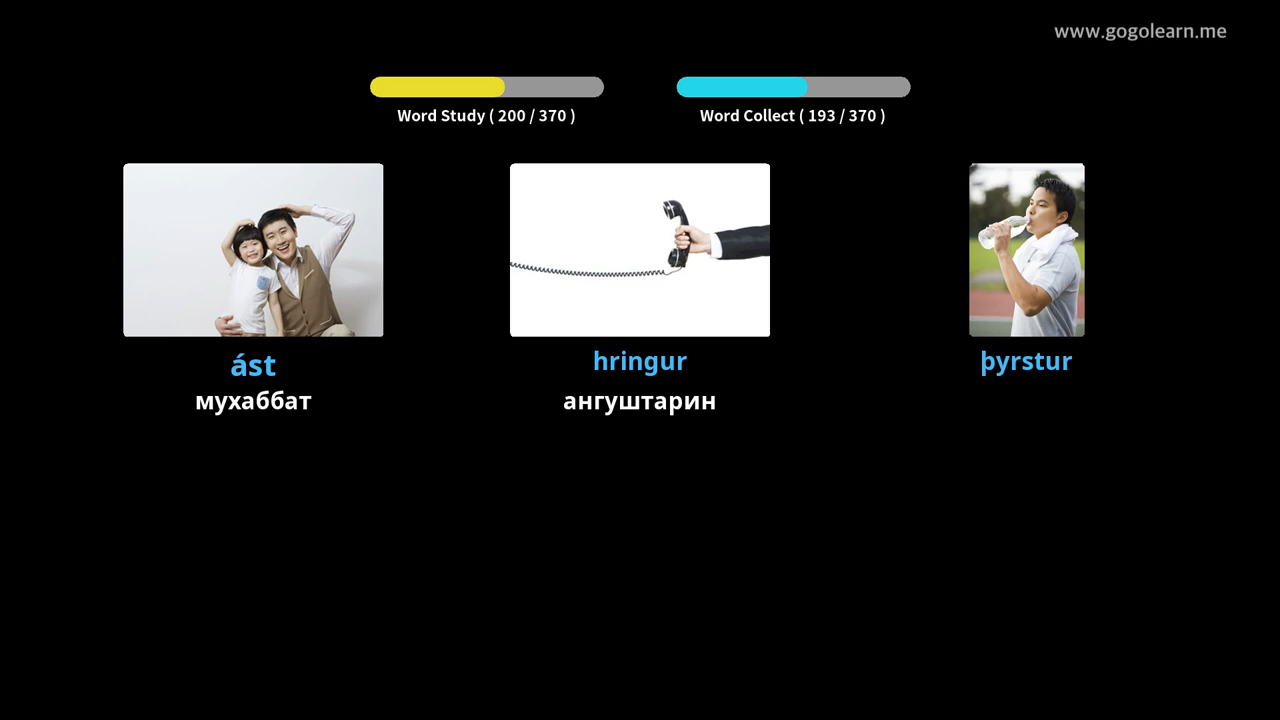 www.gogolearn.me
Word Study ( 200 / 370 )
Word Collect ( 193 / 370 )
ást
hringur
þyrstur
мухаббат
ангуштарин